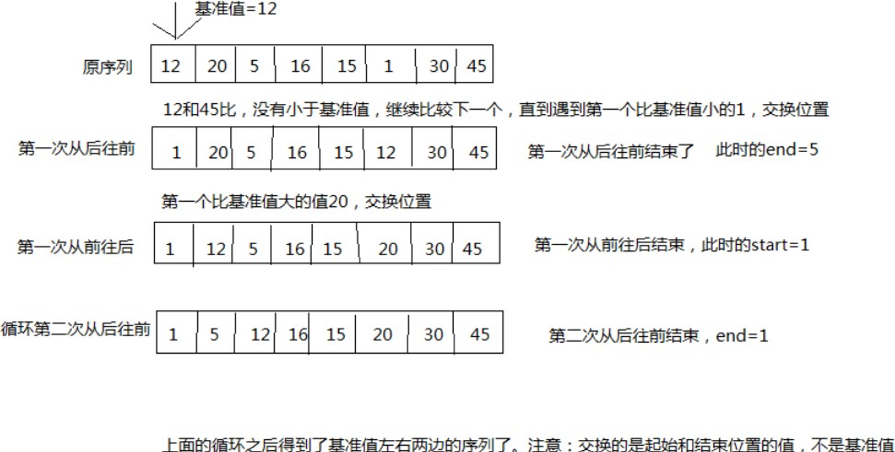 基准值=12
原序列 12 20 5 16 15 1 30 45
12和45比，没有小于基准值，继续比较下一个，直到遇到第一个比基准值小的1，交换位置
第一次从后往前 1 20 5 16 15 12 30 45 第一次从后往前结束了 此时的end=5
第一个比基准值大的值20，交换位置
第一次从前往后 1 12 5 16 15 20 30 45 第一次从前往后结束，此时的start=1
循环第二次从后往前 1 5 12 16 15 20 30 45 第二次从后往前结束，end=1
上面的循环之后得到了基准值左右两边的序列了。注意：交换的是起始和结束位置的值，不是基准值